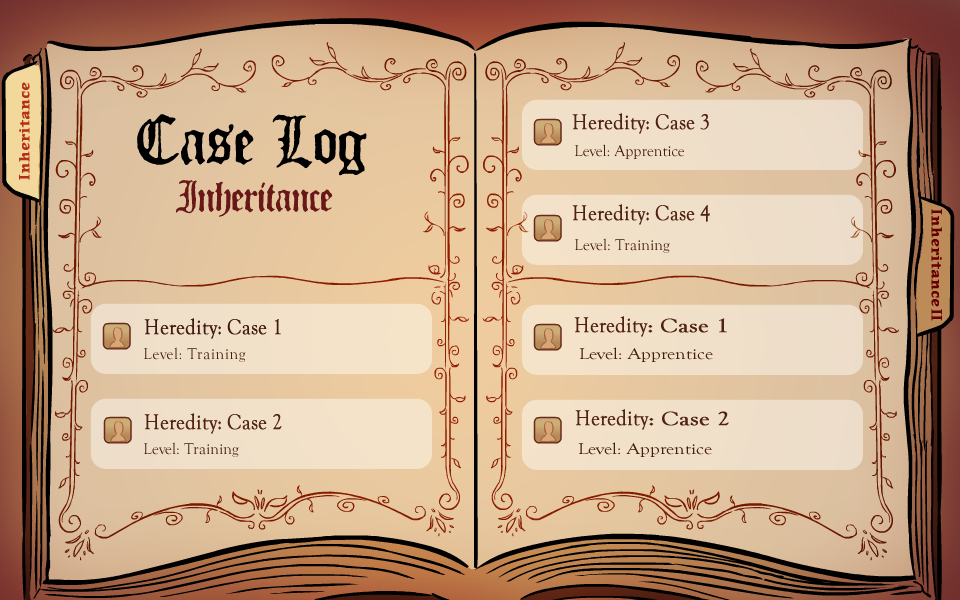 Inheritance
Case Log
Inheritance
Heredity: Case 1
Level: Training
Heredity: Case 2
Level: Training
Heredity: Case 3
Level: Apprentice
Heredity: Case 4
Level: Training
Heredity: Case 1
Level: Apprentice
Heredity: Case 2
Level: Apprentice
Inheritance II